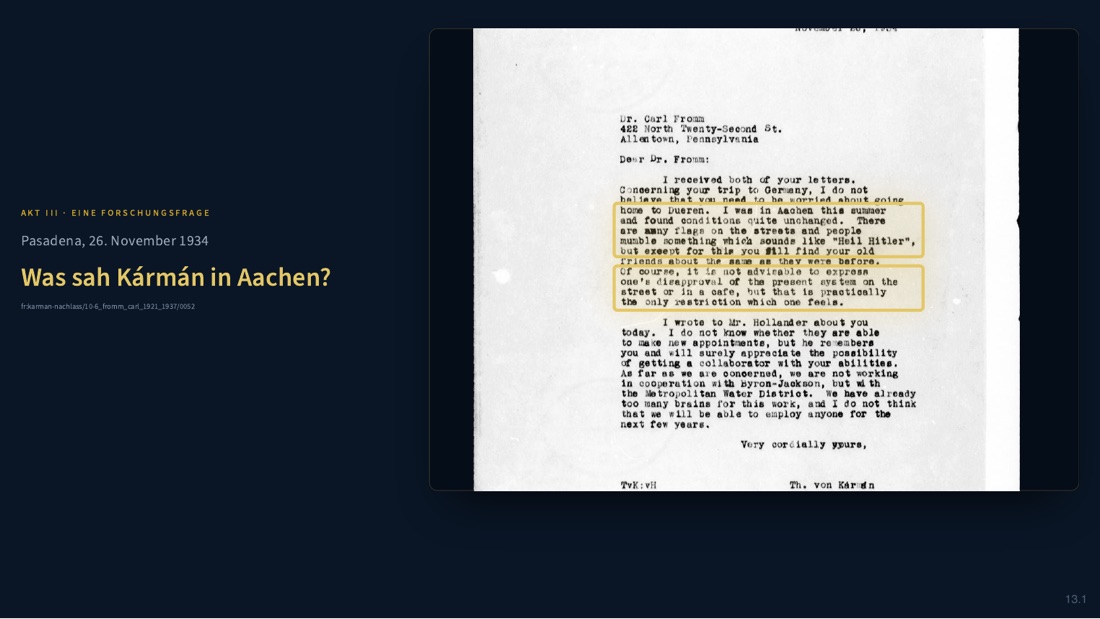 AKT III · EINE FORSCHUNGSFRAGE
Pasadena, 26. November 1934
Was sah Kármán in Aachen?
fr:karman-nachlass/10-6_fromm_carl_1921_1937/0052
November 26, 1934
Dr. Carl Fromm
422 North Twenty-Second St.
Allentown, Pennsylvania
Dear Dr. Fromm:
I received both of your letters.
Concerning your trip to Germany, I do not
believe that you need to be worried about going
home to Dueren. I was in Aachen this summer
and found conditions quite unchanged. There
are many flags on the streets and people
mumble something which sounds like "Heil Hitler",
but except for this you will find your old
friends about the same as they were before.
Of course, it is not advisable to express
one's disapproval of the present system on the
street or in a cafe, but that is practically
the only restriction which one feels.
I wrote to Mr. Hollander about you
today. I do not know whether they are able
to make new appointments, but he remembers
you and will surely appreciate the possibility
of getting a collaborator with your abilities.
As far as we are concerned, we are not working
in cooperation with Byron-Jackson, but with
the Metropolitan Water District. We have already
too many brains for this work, and I do not think
that we will be able to employ anyone for the
next few years.
Very cordially yours,
TvK:vH Th. von Kármán
13.1